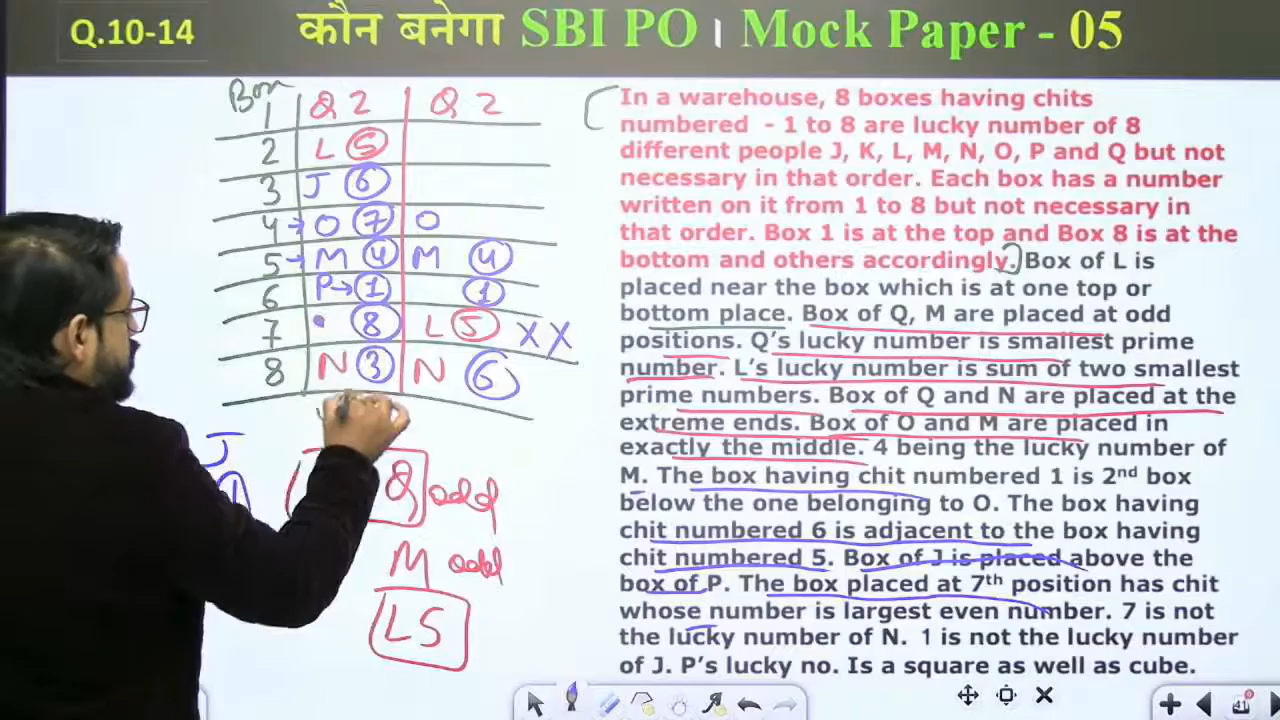 Q.10-14
कौन बनेगा SBI PO । Mock Paper - 05
Box
1 Q 2 Q 2
2 L 5
3 J 6
4 O 7 O
5 M 4 M 4
6 P 1 1
7 8 L 5 X X
8 N 3 N 6
J
Q odd
M odd
L5
In a warehouse, 8 boxes having chits
numbered - 1 to 8 are lucky number of 8
different people J, K, L, M, N, O, P and Q but not
necessary in that order. Each box has a number
written on it from 1 to 8 but not necessary in
that order. Box 1 is at the top and Box 8 is at the
bottom and others accordingly. Box of L is
placed near the box which is at one top or
bottom place. Box of Q, M are placed at odd
positions. Q's lucky number is smallest prime
number. L's lucky number is sum of two smallest
prime numbers. Box of Q and N are placed at the
extreme ends. Box of O and M are placed in
exactly the middle. 4 being the lucky number of
M. The box having chit numbered 1 is 2nd box
below the one belonging to O. The box having
chit numbered 6 is adjacent to the box having
chit numbered 5. Box of J is placed above the
box of P. The box placed at 7th position has chit
whose number is largest even number. 7 is not
the lucky number of N. 1 is not the lucky number
of J. P's lucky no. Is a square as well as cube.
41